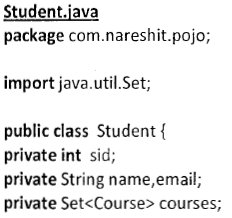 Student.java
package com.nareshit.pojo;
import java.util.Set;
public class Student {
private int sid;
private String name,email;
private Set<Course> courses;